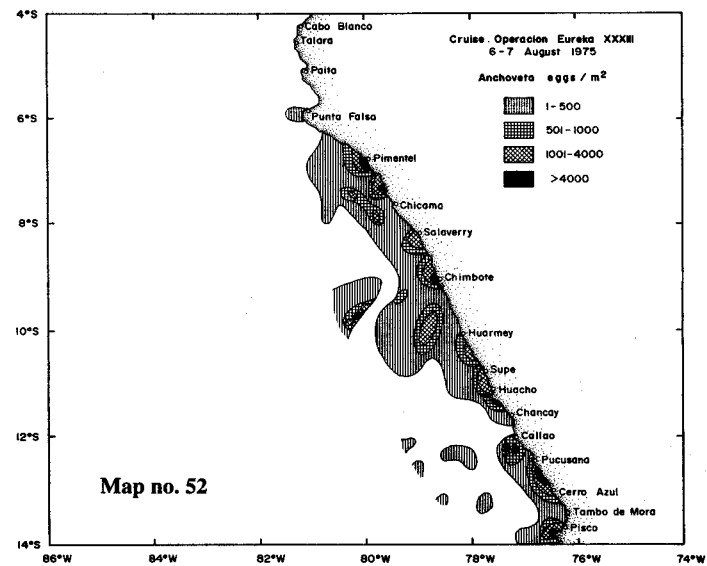 4°S
Cabo Blanco
Talara
Paita
Cruise . Operacion Eureka XXXIII
6-7 August 1975
Anchoveta eggs / m²
1-500
501-1000
1001-4000
>4000
6°S
Punta Falsa
Pimentel
Chicama
8°S
Salaverry
Chimbote
10°S
Huarmey
Supe
Huacho
Chancay
12°S
Callao
Pucusana
Map no. 52
Cerro Azul
Tambo de Mora
Pisco
14°S
86°W
84°W
82°W
80°W
78°W
76°W
74°W